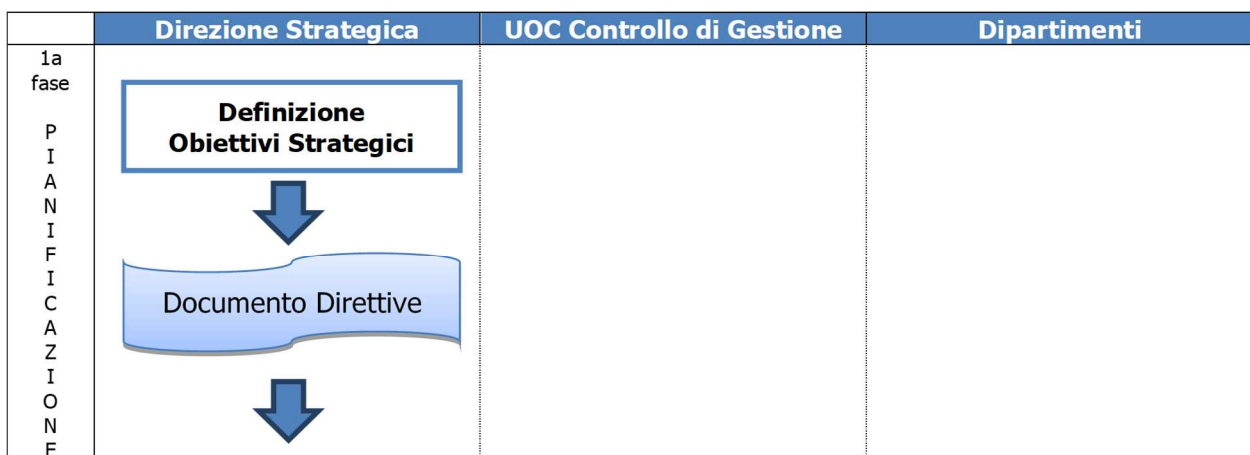 Direzione Strategica UOC Controllo di Gestione Dipartimenti
1a
fase
P
I
A
N
I
F
I
C
A
Z
I
O
N
E
Definizione
Obiettivi Strategici
Documento Direttive